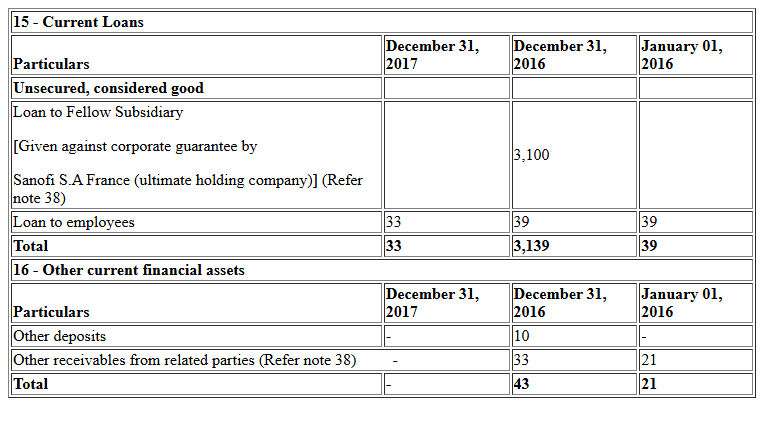 15 - Current Loans
Particulars December 31, 2017 December 31, 2016 January 01, 2016
Unsecured, considered good
Loan to Fellow Subsidiary
[Given against corporate guarantee by
Sanofi S.A France (ultimate holding company)] (Refer
note 38) 3,100
Loan to employees 33 39 39
Total 33 3,139 39
16 - Other current financial assets
Particulars December 31, 2017 December 31, 2016 January 01, 2016
Other deposits - 10 -
Other receivables from related parties (Refer note 38) - 33 21
Total - 43 21